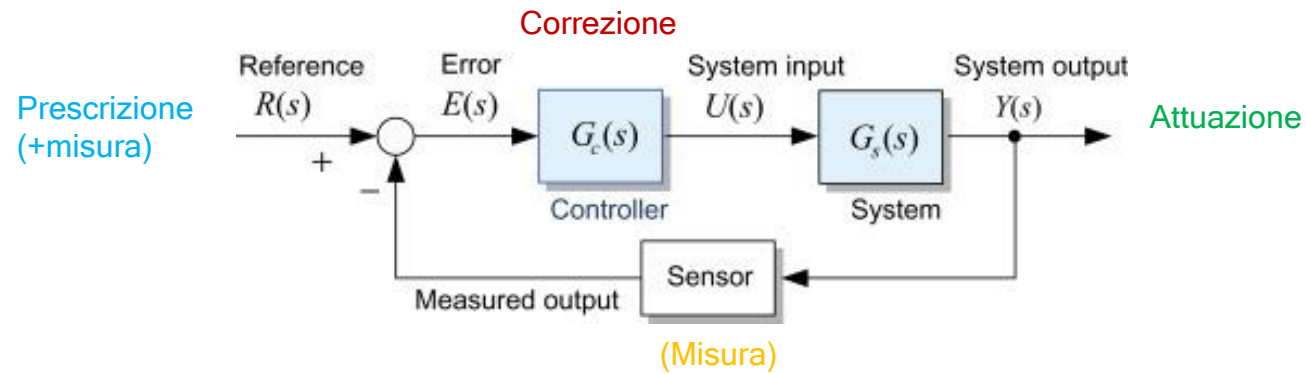 Correzione
Reference
Error
System input
System output
Prescrizione
(+misura)
R(s)
E(s)
G_c(s)
U(s)
G_s(s)
Y(s)
Attuazione
+
−
Controller
System
Sensor
Measured output
(Misura)